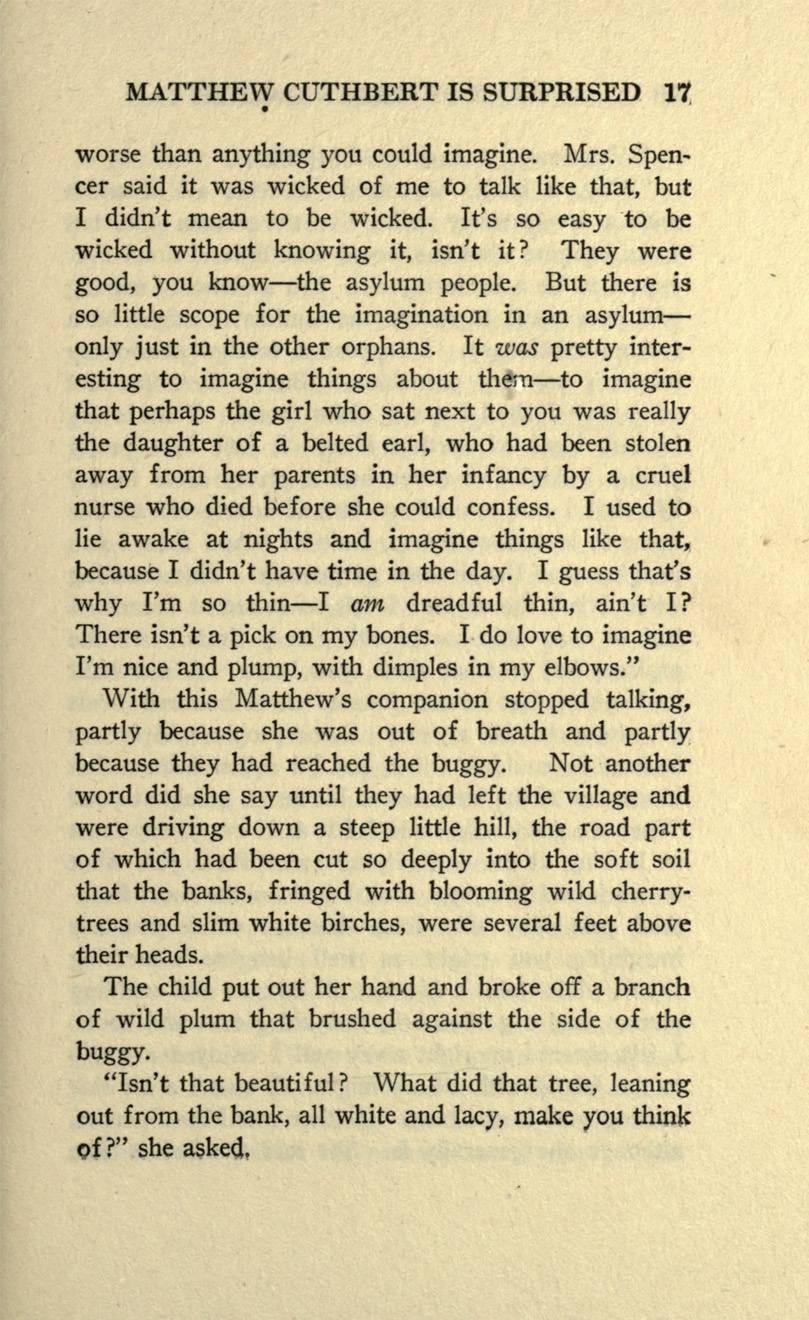 MATTHEW CUTHBERT IS SURPRISED 17
worse than anything you could imagine. Mrs. Spen-
cer said it was wicked of me to talk like that, but
I didn't mean to be wicked. It's so easy to be
wicked without knowing it, isn't it? They were
good, you know—the asylum people. But there is
so little scope for the imagination in an asylum—
only just in the other orphans. It was pretty inter-
esting to imagine things about them—to imagine
that perhaps the girl who sat next to you was really
the daughter of a belted earl, who had been stolen
away from her parents in her infancy by a cruel
nurse who died before she could confess. I used to
lie awake at nights and imagine things like that,
because I didn't have time in the day. I guess that's
why I'm so thin—I am dreadful thin, ain't I?
There isn't a pick on my bones. I do love to imagine
I'm nice and plump, with dimples in my elbows."
With this Matthew's companion stopped talking,
partly because she was out of breath and partly
because they had reached the buggy. Not another
word did she say until they had left the village and
were driving down a steep little hill, the road part
of which had been cut so deeply into the soft soil
that the banks, fringed with blooming wild cherry-
trees and slim white birches, were several feet above
their heads.
The child put out her hand and broke off a branch
of wild plum that brushed against the side of the
buggy.
"Isn't that beautiful? What did that tree, leaning
out from the bank, all white and lacy, make you think
of?" she asked.